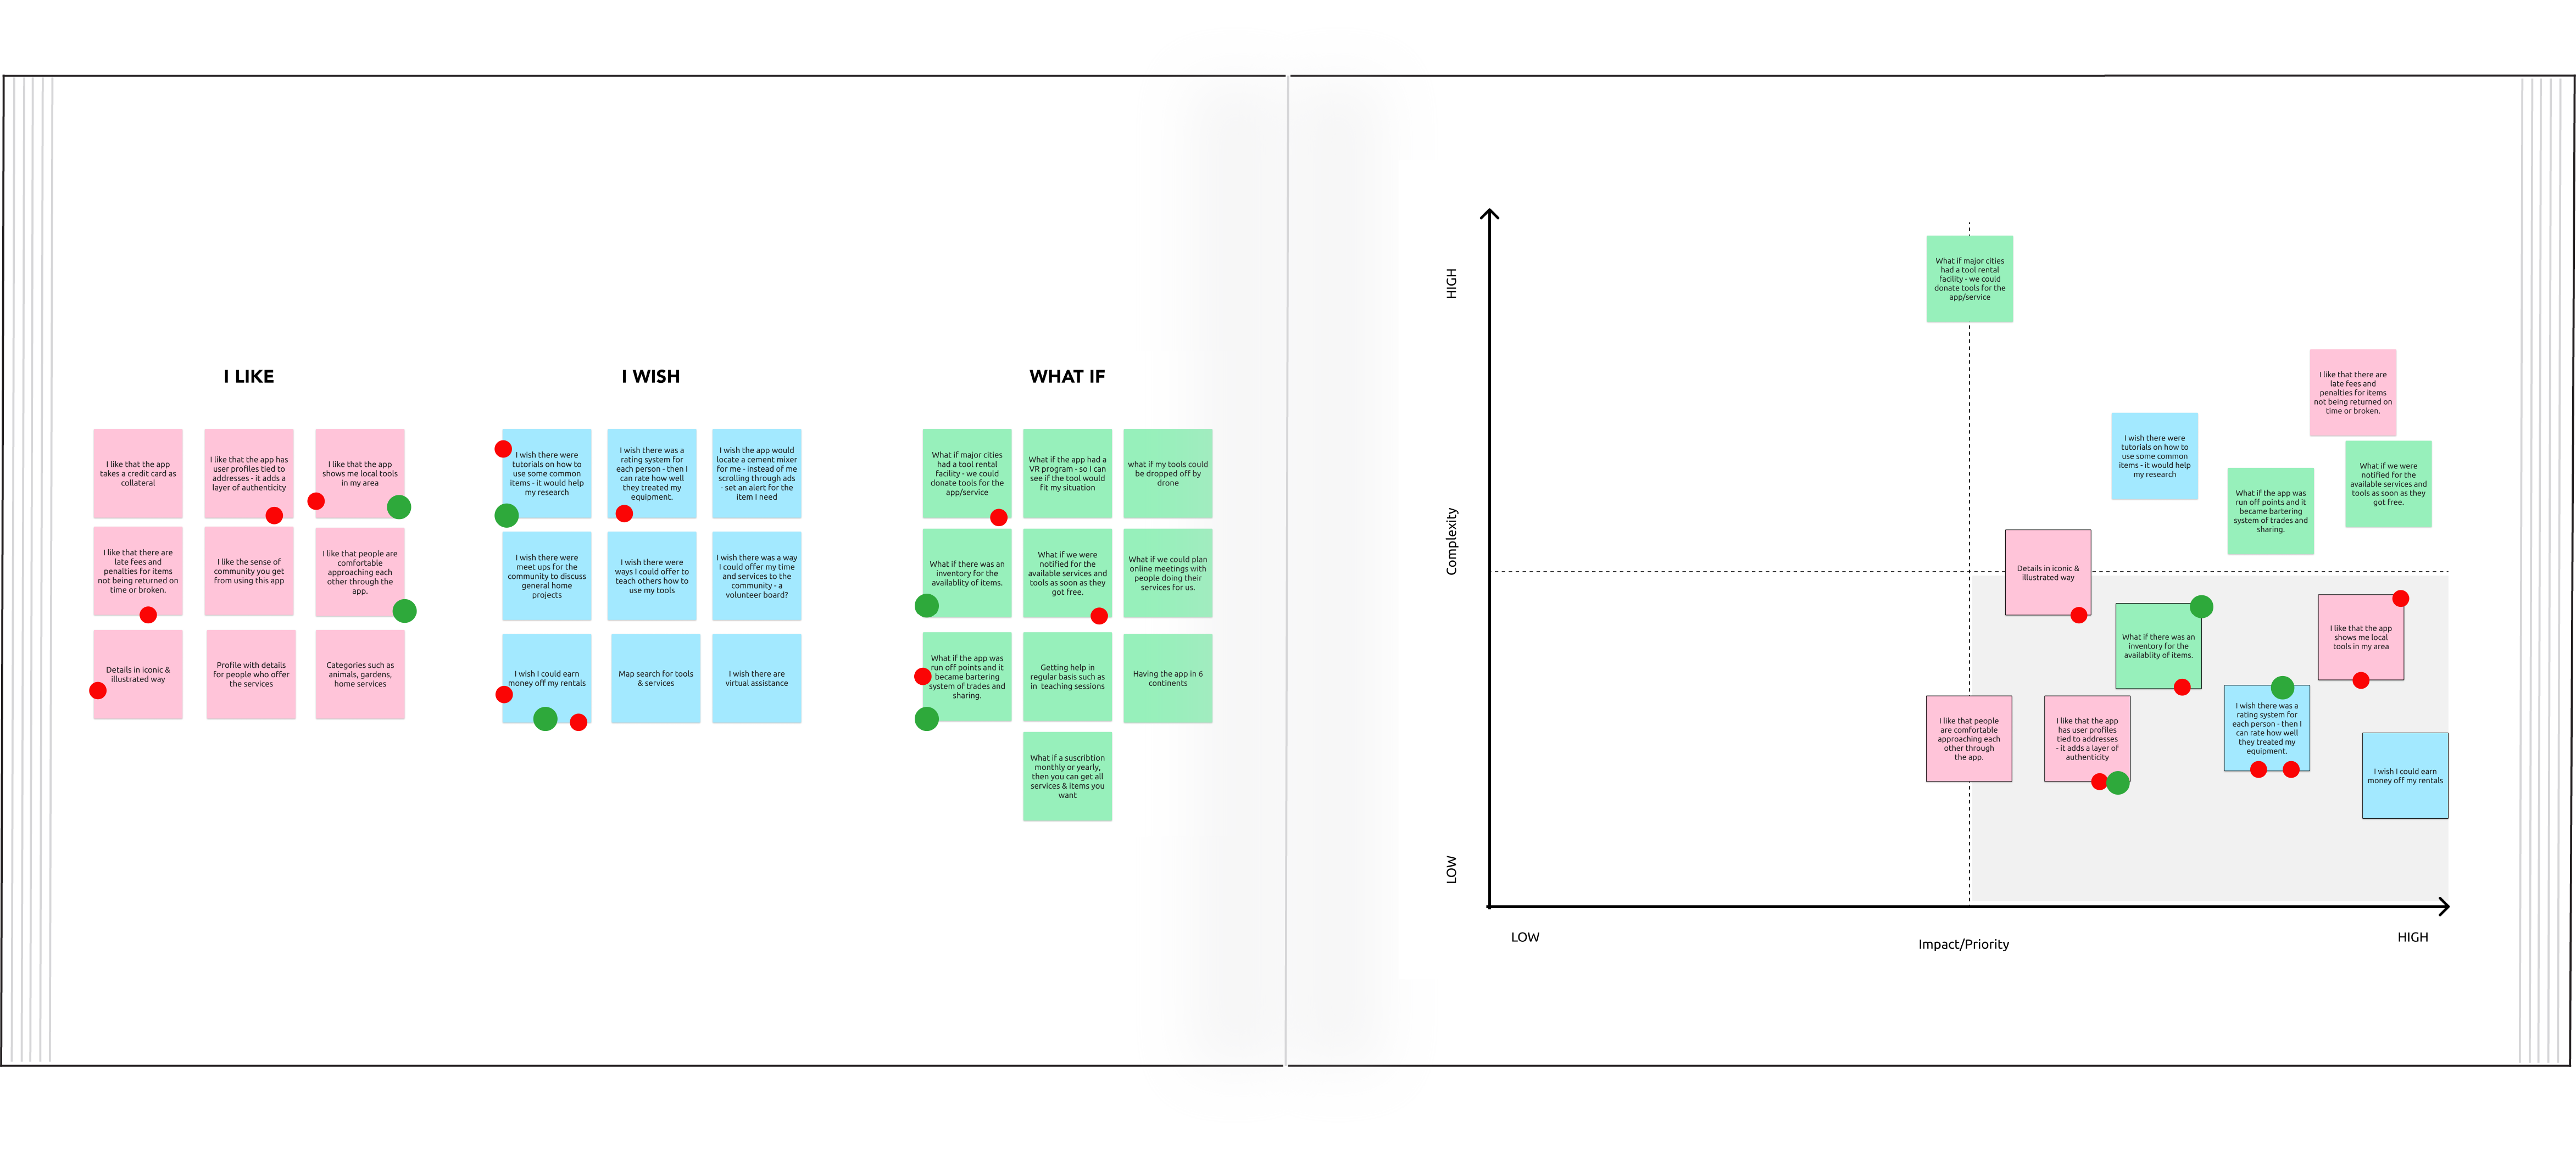 I LIKE
I like that the app
takes a credit card as
collateral
I like that the app has
user profiles tied to
addresses - it adds a
layer of authenticity
I like that the app
shows me local tools
in my area
I like that there are
late fees and
penalties for items
not being returned on
time or broken.
I like the sense of
community you get
from using this app
I like that people are
comfortable
approaching each
other through the
app.
Details in iconic &
illustrated way
Profile with details
for people who offer
the services
Categories such as
animals, gardens,
home services
I WISH
I wish there were
tutorials on how to
use some common
items - it would help
my research
I wish there was a
rating system for
each person - then I
can rate how well
they treated my
equipment.
I wish the app would
locate a cement mixer
for me - instead of me
scrolling through ads
- set an alert for the
item I need
I wish there were
meet ups for the
community to discuss
general home
projects
I wish there were
ways I could offer to
teach others how to
use my tools
I wish there was a way
I could offer my time
and services to the
community - a
volunteer board?
I wish I could earn
money off my rentals
Map search for tools
& services
I wish there are
virtual assistance
WHAT IF
What if major cities
had a tool rental
facility - we could
donate tools for the
app/service
What if the app had a
VR program - so I can
see if the tool would
fit my situation
what if my tools could
be dropped off by
drone
What if there was an
inventory for the
availablity of items.
What if we were
notified for the
available services and
tools as soon as they
got free.
What if we could plan
online meetings with
people doing their
services for us.
What if the app was
run off points and it
became bartering
system of trades and
sharing.
Getting help in
regular basis such as
in teaching sessions
Having the app in 6
continents
What if a suscribtion
monthly or yearly,
then you can get all
services & items you
want
HIGH
Complexity
LOW
What if major cities
had a tool rental
facility - we could
donate tools for the
app/service
I like that there are
late fees and
penalties for items
not being returned on
time or broken.
I wish there were
tutorials on how to
use some common
items - it would help
my research
What if we were
notified for the
available services and
tools as soon as they
got free.
What if the app was
run off points and it
became bartering
system of trades and
sharing.
Details in iconic &
illustrated way
What if there was an
inventory for the
availablity of items.
I like that the app
shows me local
tools in my area
I like that people
are comfortable
approaching each
other through
the app.
I like that the app
has user profiles
tied to addresses
- it adds a layer of
authenticity
I wish there was a
rating system for
each person - then I
can rate how well
they treated my
equipment.
I wish I could earn
money off my rentals
LOW
Impact/Priority
HIGH